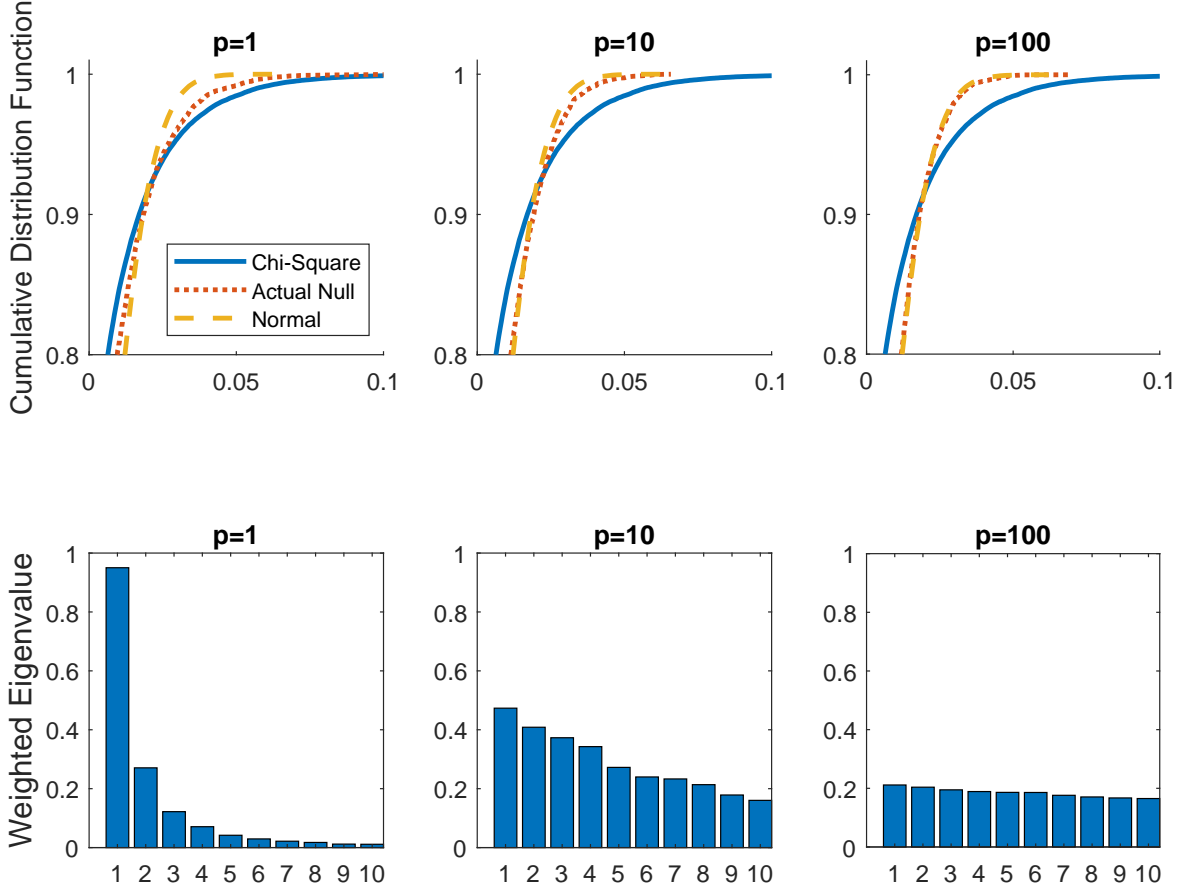 p=1 p=10 p=100
Cumulative Distribution Function
1 1 1
0.9 0.9 0.9
Chi-Square
Actual Null
Normal
0.8 0.8 0.8
0 0.05 0.1 0 0.05 0.1 0 0.05 0.1
p=1 p=10 p=100
Weighted Eigenvalue
1 1 1
0.8 0.8 0.8
0.6 0.6 0.6
0.4 0.4 0.4
0.2 0.2 0.2
0 0 0
1 2 3 4 5 6 7 8 9 10 1 2 3 4 5 6 7 8 9 10 1 2 3 4 5 6 7 8 9 10